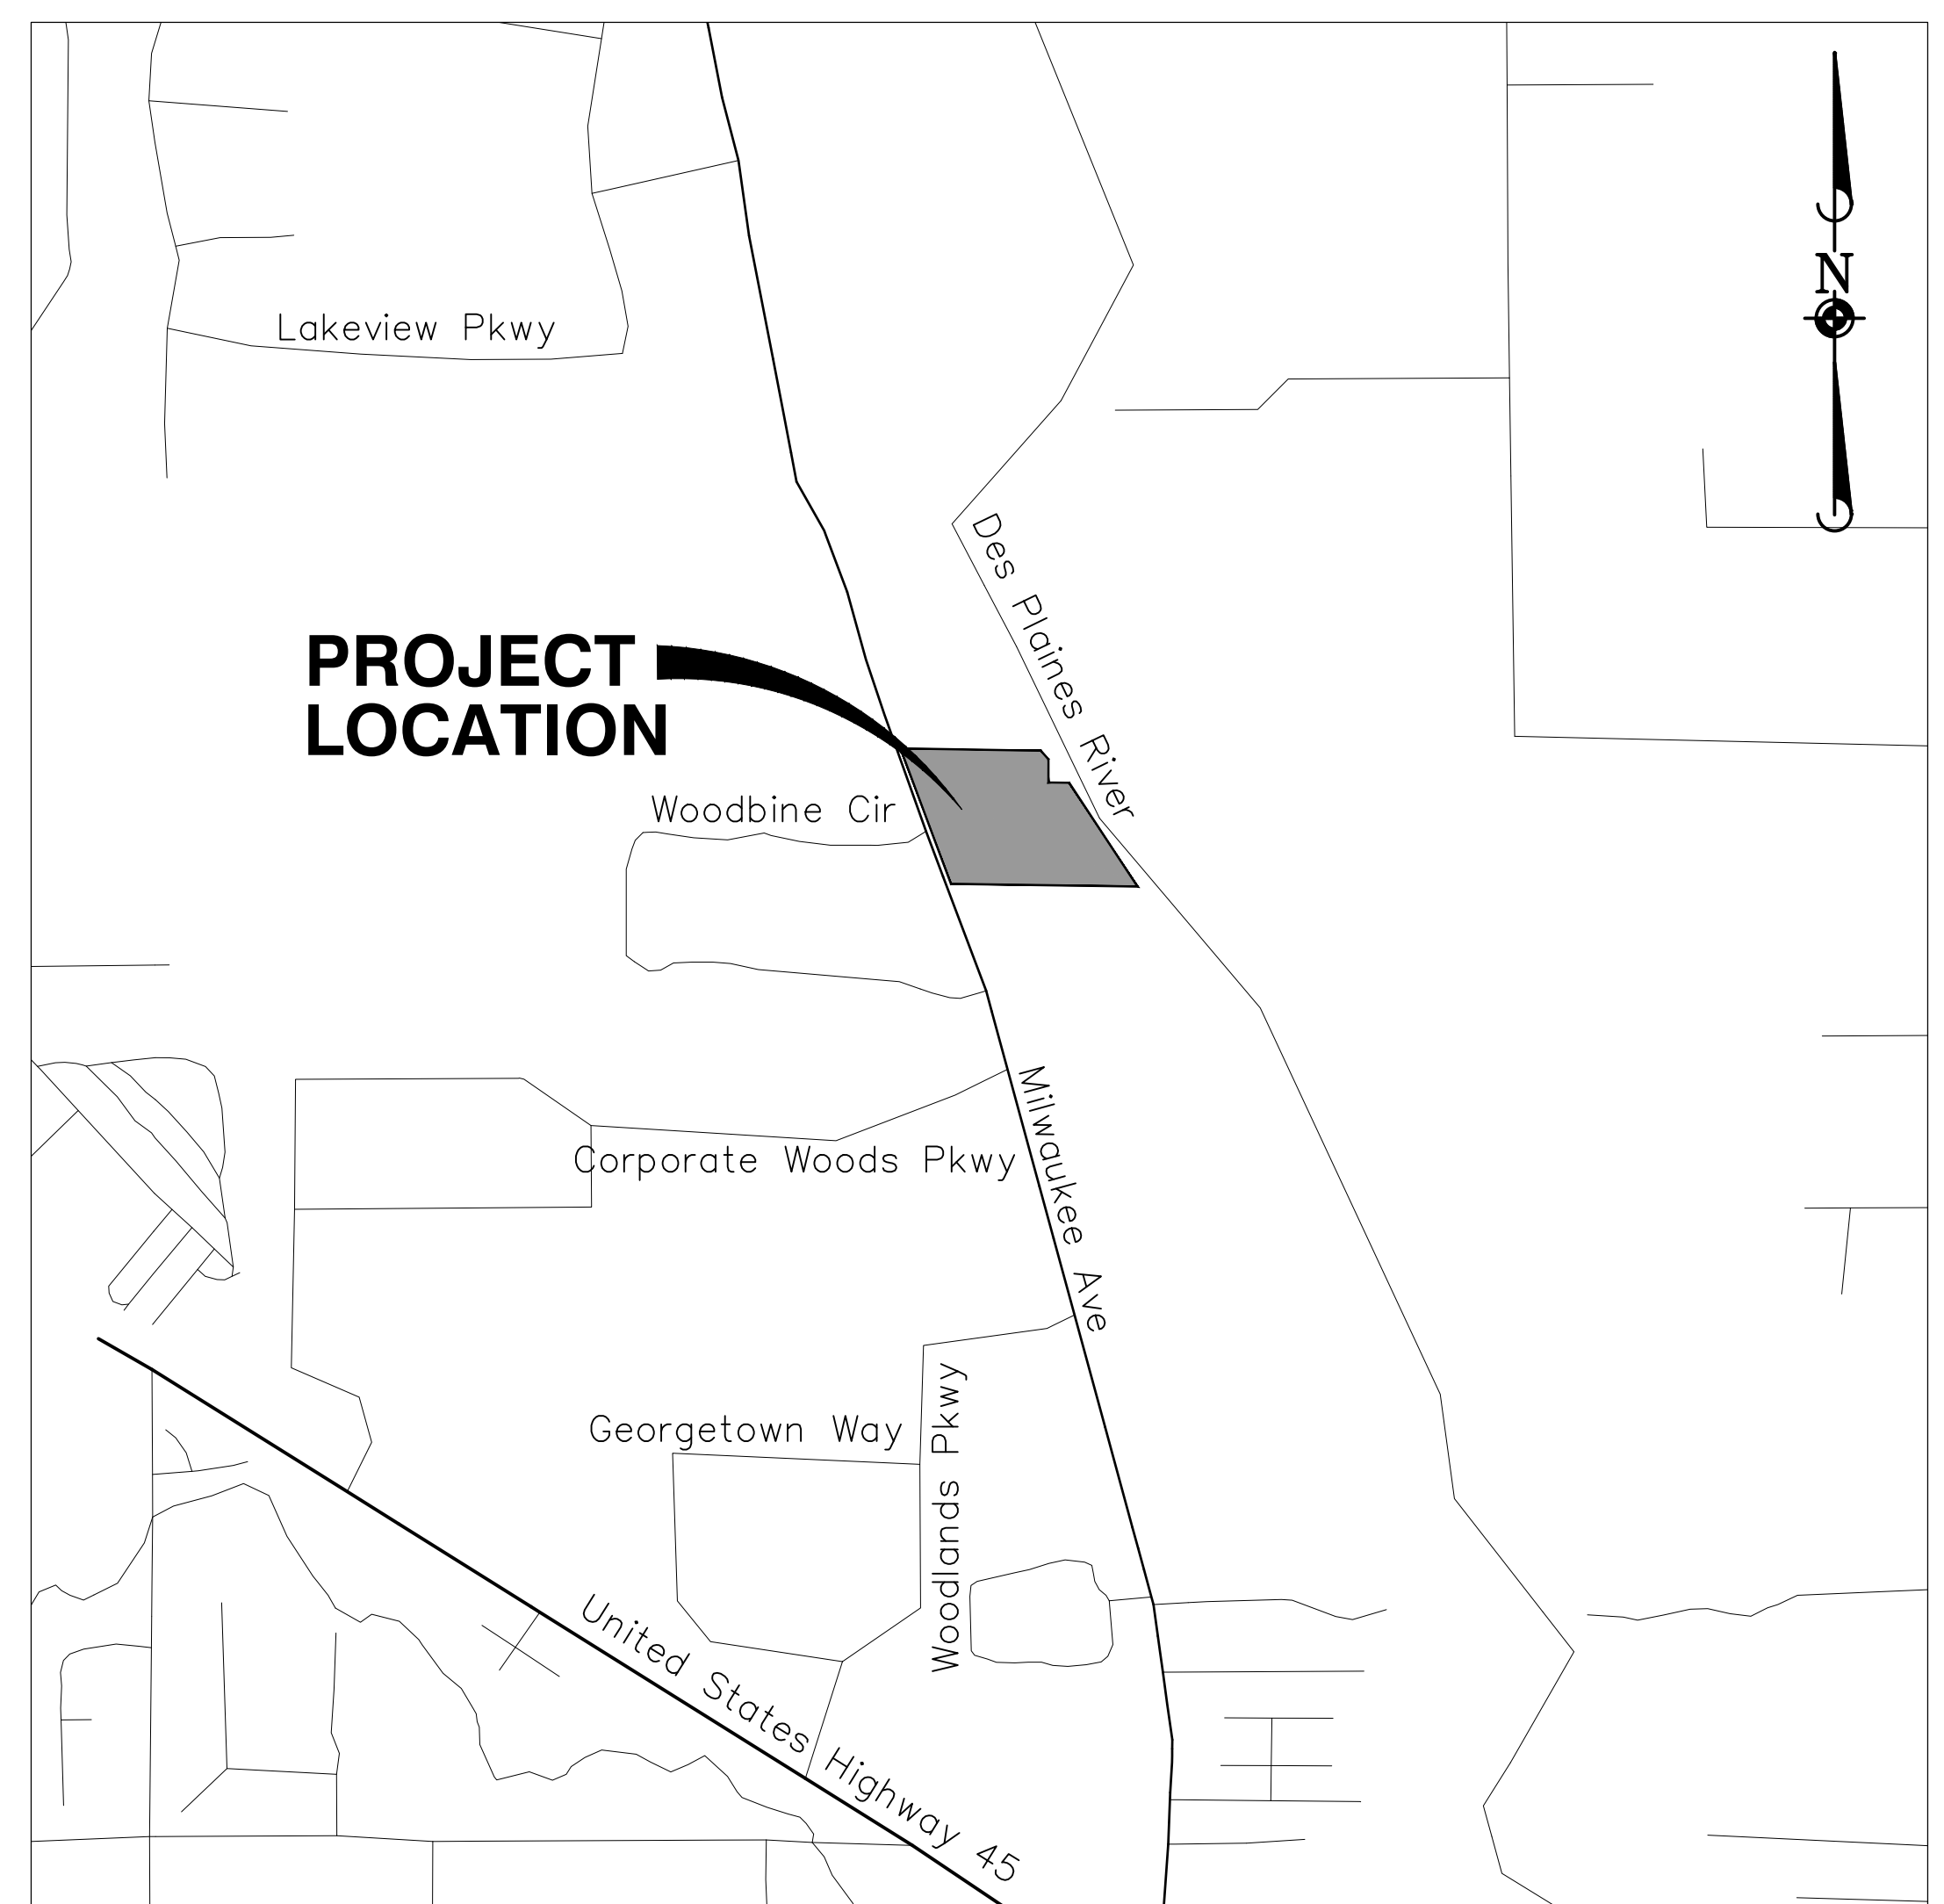 N
Lakeview Pkwy
Des Plaines River
PROJECT
LOCATION
Woodbine Cir
Milwaukee Ave
Corporate Woods Pkwy
Georgetown Way
Woodlands Pkwy
United States Highway 45